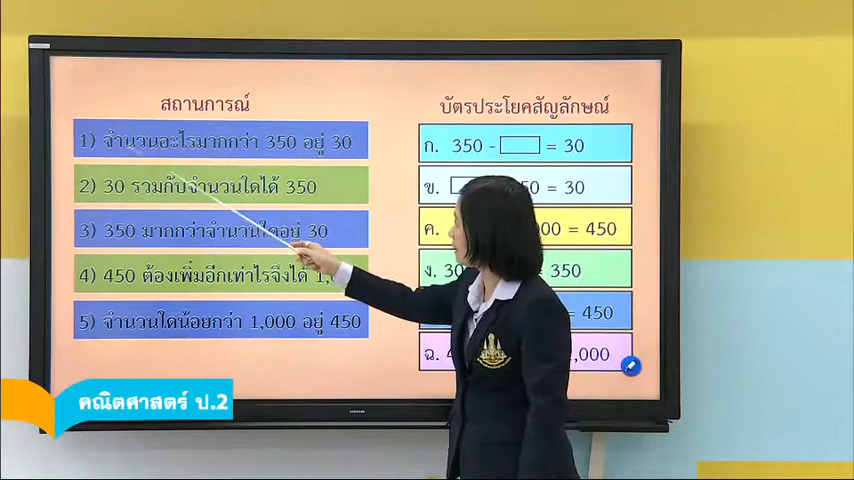 สถานการณ์
1) จำนวนอะไรมากกว่า 350 อยู่ 30
2) 30 รวมกับจำนวนใดได้ 350
3) 350 มากกว่าจำนวนใดอยู่ 30
4) 450 ต้องเพิ่มอีกเท่าไรจึงได้
5) จำนวนใดน้อยกว่า 1,000 อยู่ 450
บัตรประโยคสัญลักษณ์
ก. 350 - = 30
ข. = 30
ค. = 450
ง. = 350
= 450
ฉ.
SAMSUNG
คณิตศาสตร์ ป.2